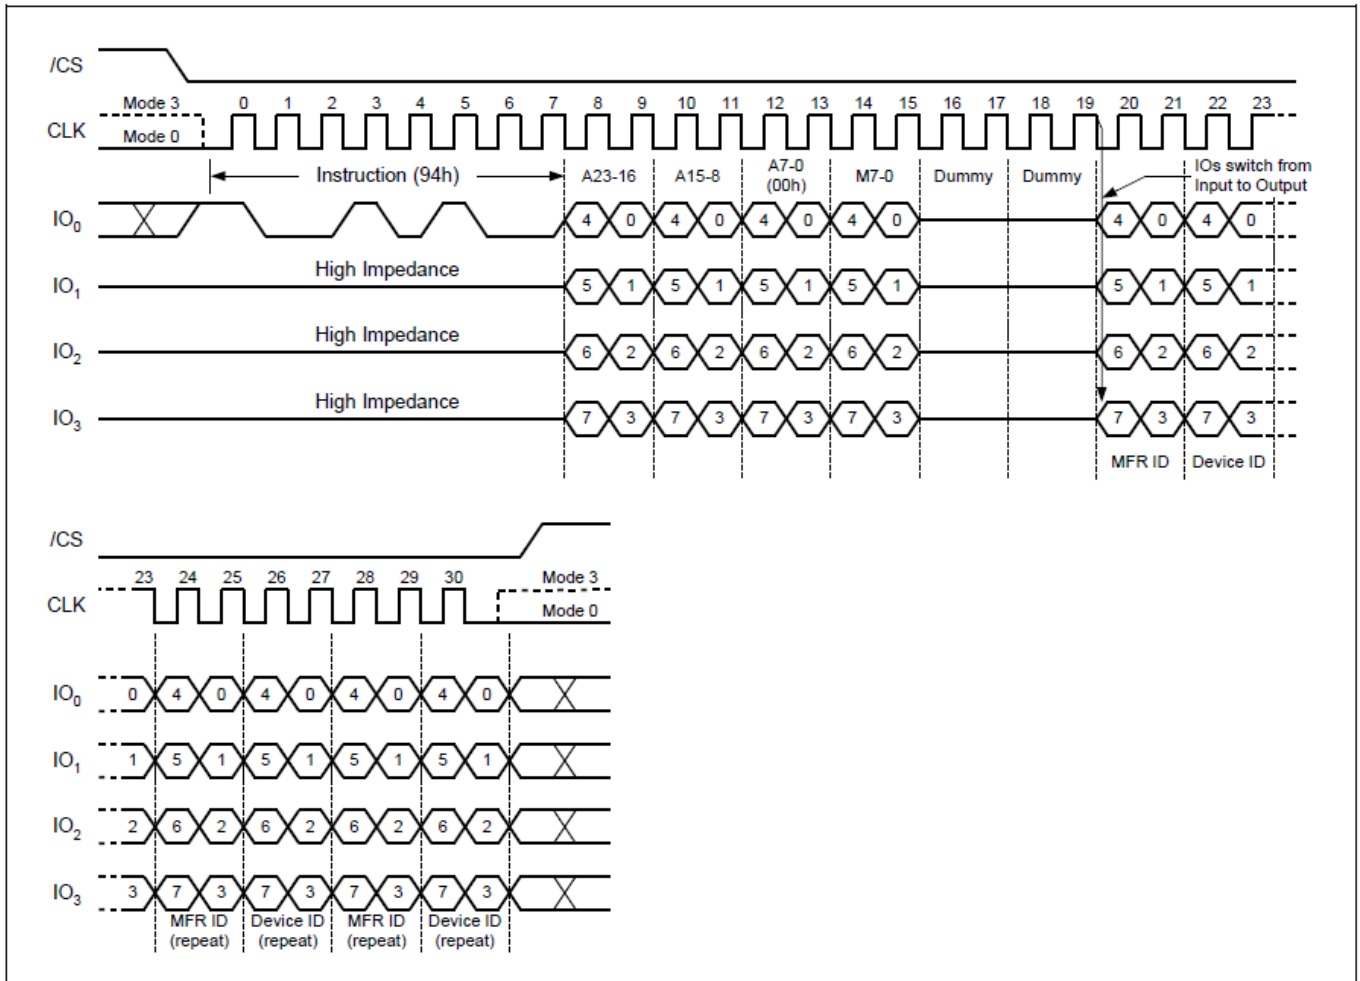 /CS
Mode 3 0 1 2 3 4 5 6 7 8 9 10 11 12 13 14 15 16 17 18 19 20 21 22 23
CLK
Mode 0
Instruction (94h) A23-16 A15-8 A7-0 (00h) M7-0 Dummy Dummy
IOs switch from
Input to Output
IO0 4 0 4 0 4 0 4 0 4 0 4 0
High Impedance
IO1 5 1 5 1 5 1 5 1 5 1 5 1
High Impedance
IO2 6 2 6 2 6 2 6 2 6 2 6 2
High Impedance
IO3 7 3 7 3 7 3 7 3 7 3 7 3
MFR ID Device ID
/CS
23 24 25 26 27 28 29 30 Mode 3
CLK
Mode 0
IO0 0 4 0 4 0 4 0 4 0
IO1 1 5 1 5 1 5 1 5 1
IO2 2 6 2 6 2 6 2 6 2
IO3 3 7 3 7 3 7 3 7 3
MFR ID Device ID MFR ID Device ID
(repeat) (repeat) (repeat) (repeat)